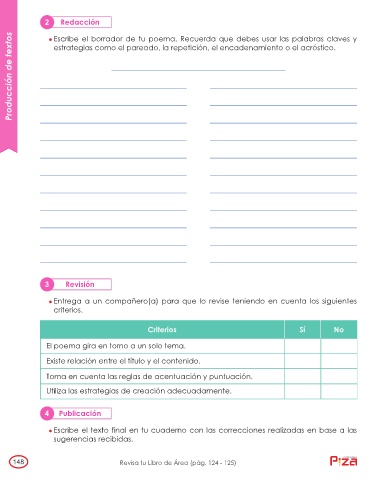 Producción de textos
2 Redacción
Escribe el borrador de tu poema. Recuerda que debes usar las palabras claves y
estrategias como el pareado, la repetición, el encadenamiento o el acróstico.
3 Revisión
Entrega a un compañero(a) para que lo revise teniendo en cuenta los siguientes
criterios.
Criterios Sí No
El poema gira en torno a un solo tema.
Existe relación entre el título y el contenido.
Toma en cuenta las reglas de acentuación y puntuación.
Utiliza las estrategias de creación adecuadamente.
4 Publicación
Escribe el texto final en tu cuaderno con las correcciones realizadas en base a las
sugerencias recibidas.
148 Revisa tu Libro de Área (pág. 124 - 125)